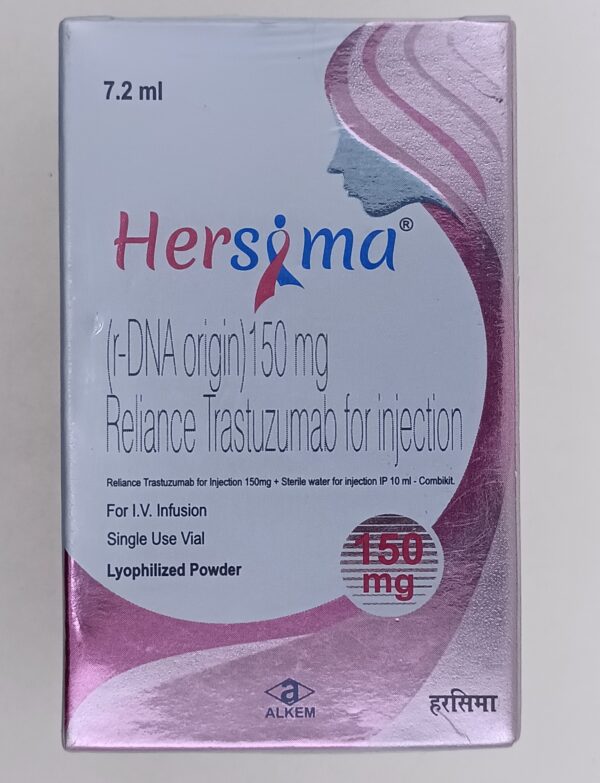 7.2 ml
Hersima®
(r-DNA origin) 150 mg
Reliance Trastuzumab for injection
Reliance Trastuzumab for Injection 150mg + Sterile water for injection IP 10 ml - Combikit.
For I.V. Infusion
Single Use Vial
Lyophilized Powder
150
mg
a
ALKEM
हरसिमा